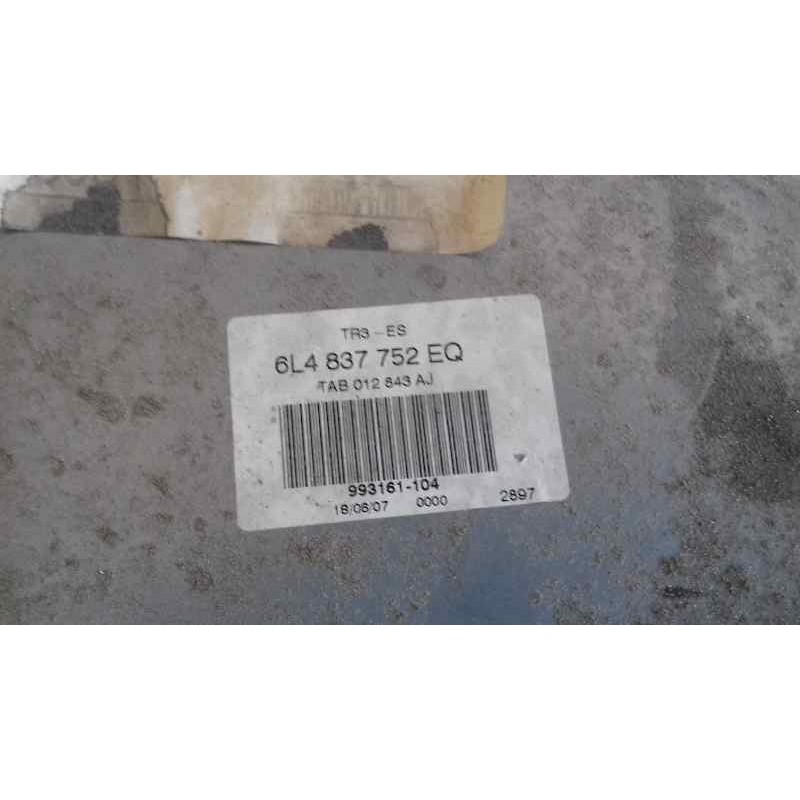 TR3-ES
6L4 837 752 EQ
TAB 012 843 AJ
993161-104
18/06/07 0000 2897